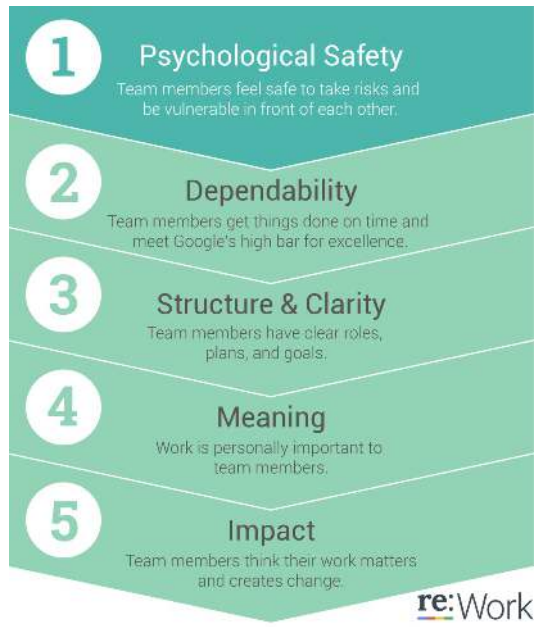 1
Psychological Safety
Team members feel safe to take risks and
be vulnerable in front of each other.
2
Dependability
Team members get things done on time and
meet Google's high bar for excellence.
3
Structure & Clarity
Team members have clear roles,
plans, and goals.
4
Meaning
Work is personally important to
team members.
5
Impact
Team members think their work matters
and creates change.
re:Work